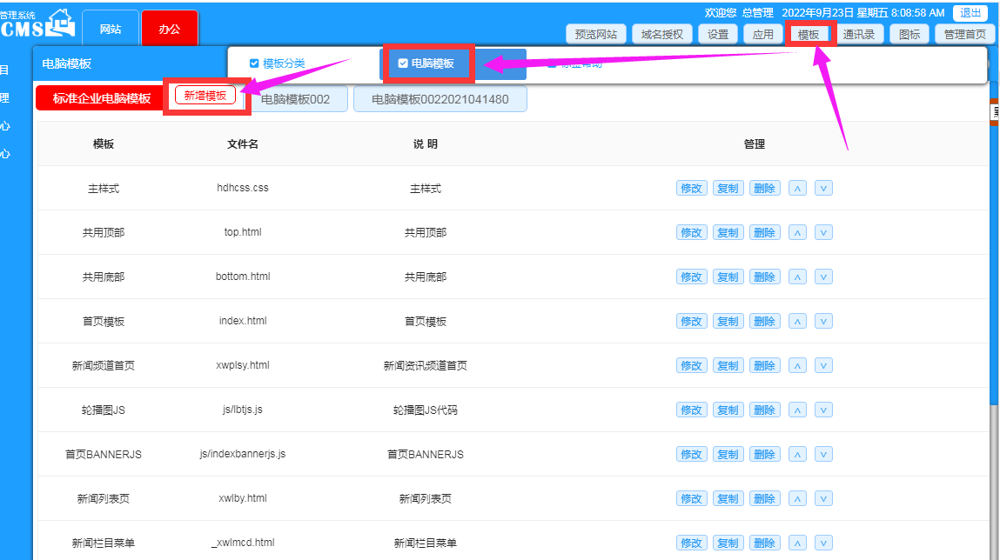 管理系统
CMS
网站
办公
欢迎您 总管理 2022年9月23日 星期五 8:08:58 AM 退出
预览网站 域名授权 设置 应用 模板 通讯录 图标 管理首页
目
理
心
心
电脑模板
模板分类 电脑模板
标准企业电脑模板 新增模板 电脑模板002 电脑模板0022021041480
模板 文件名 说 明 管理
主样式 hdhcss.css 主样式 修改 复制 删除 ∧ ∨
共用顶部 top.html 共用顶部 修改 复制 删除 ∧ ∨
共用底部 bottom.html 共用底部 修改 复制 删除 ∧ ∨
首页模板 index.html 首页模板 修改 复制 删除 ∧ ∨
新闻频道首页 xwplsy.html 新闻资讯频道首页 修改 复制 删除 ∧ ∨
轮播图JS js/lbtjs.js 轮播图JS代码 修改 复制 删除 ∧ ∨
首页BANNERJS js/indexbannerjs.js 首页BANNERJS 修改 复制 删除 ∧ ∨
新闻列表页 xwlby.html 新闻列表页 修改 复制 删除 ∧ ∨
新闻栏目菜单 _xwlmcd.html 新闻栏目菜单 修改 复制 删除 ∧ ∨